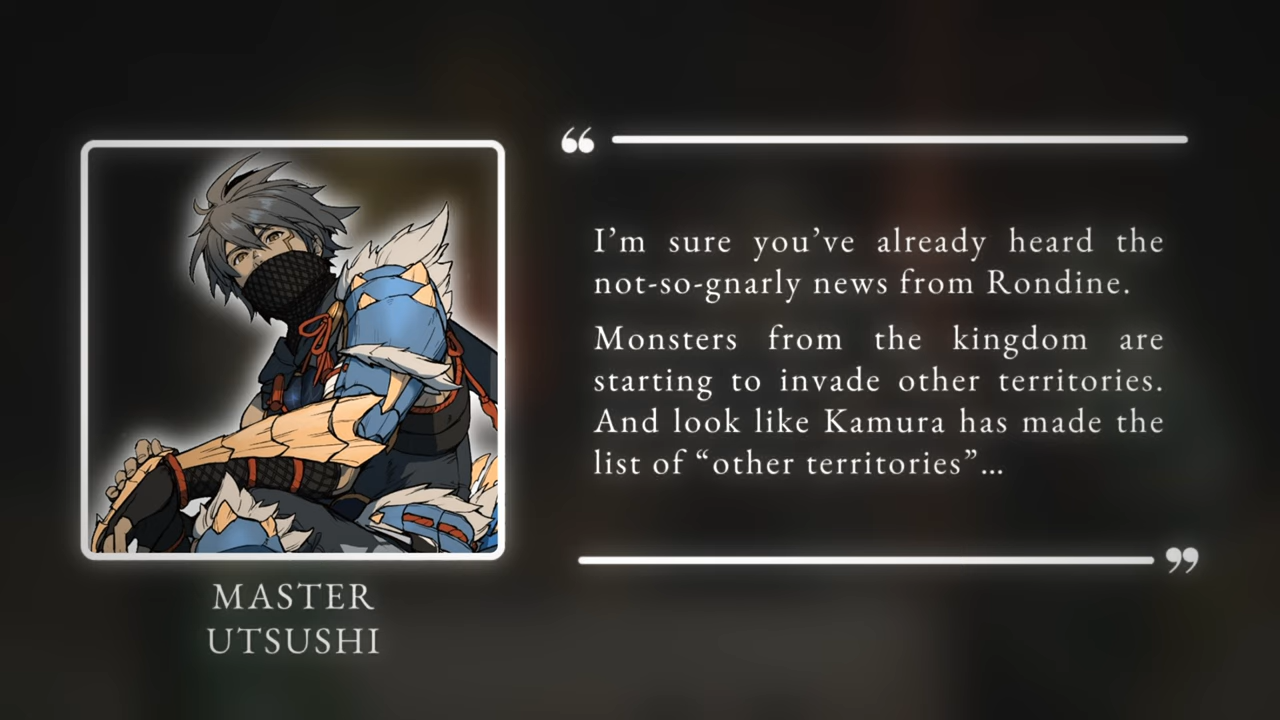 “
I’m sure you’ve already heard the
not-so-gnarly news from Rondine.
Monsters from the kingdom are
starting to invade other territories.
And look like Kamura has made the
list of “other territories”...
”
MASTER
UTSUSHI